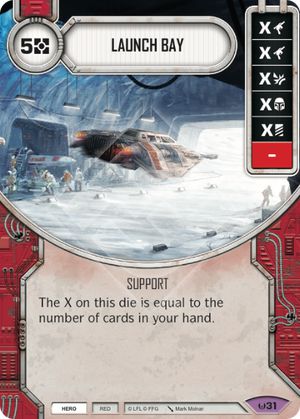 5
LAUNCH BAY
X
X
X
X
X
-
SUPPORT
The X on this die is equal to the
number of cards in your hand.
HERO
RED
© LFL © FFG
Mark Molnar
31